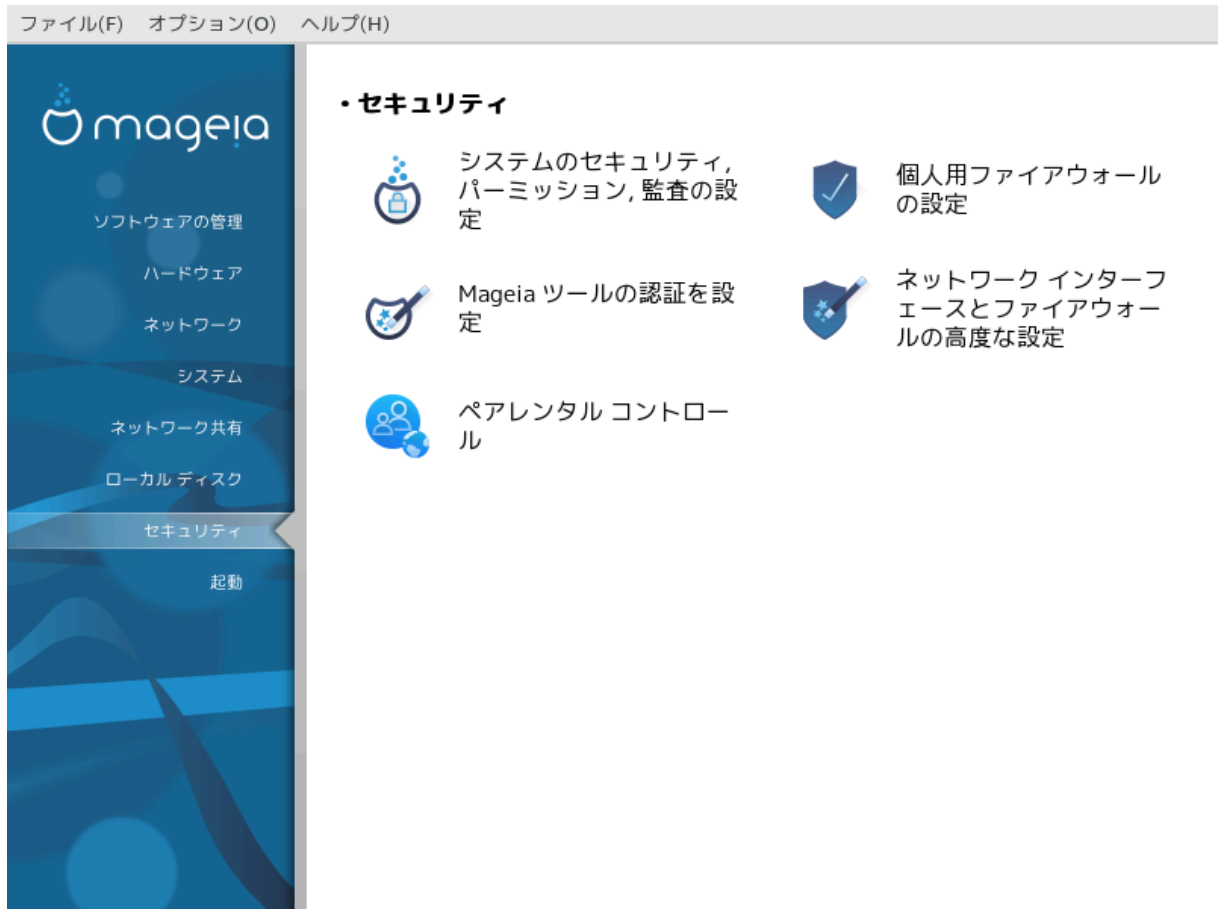 ファイル(F) オプション(O) ヘルプ(H)
mageia
ソフトウェアの管理
ハードウェア
ネットワーク
システム
ネットワーク共有
ローカル ディスク
セキュリティ
起動
・セキュリティ
システムのセキュリティ,
パーミッション, 監査の設
定
個人用ファイアウォール
の設定
Mageia ツールの認証を設
定
ネットワーク インターフ
ェースとファイアウォー
ルの高度な設定
ペアレンタル コントロー
ル